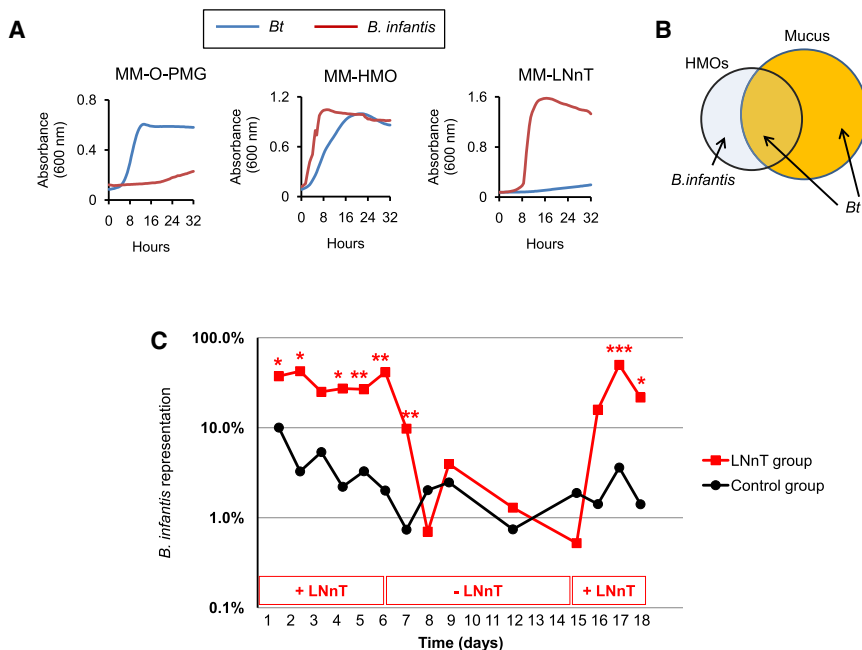 A
Bt
B. infantis
MM-O-PMG
MM-HMO
MM-LNnT
Absorbance
(600 nm)
0.8
0.4
0
0 8 16 24 32
Hours
Absorbance
(600 nm)
1.2
0.6
0
0 8 16 24 32
Hours
Absorbance
(600 nm)
1.6
0.8
0
0 8 16 24 32
Hours
B
Mucus
HMOs
B.infantis
Bt
C
B. infantis representation
100.0%
10.0%
1.0%
0.1%
* * * ** ** ** *** *
LNnT group
Control group
+ LNnT
- LNnT
+ LNnT
1 2 3 4 5 6 7 8 9 10 11 12 13 14 15 16 17 18
Time (days)